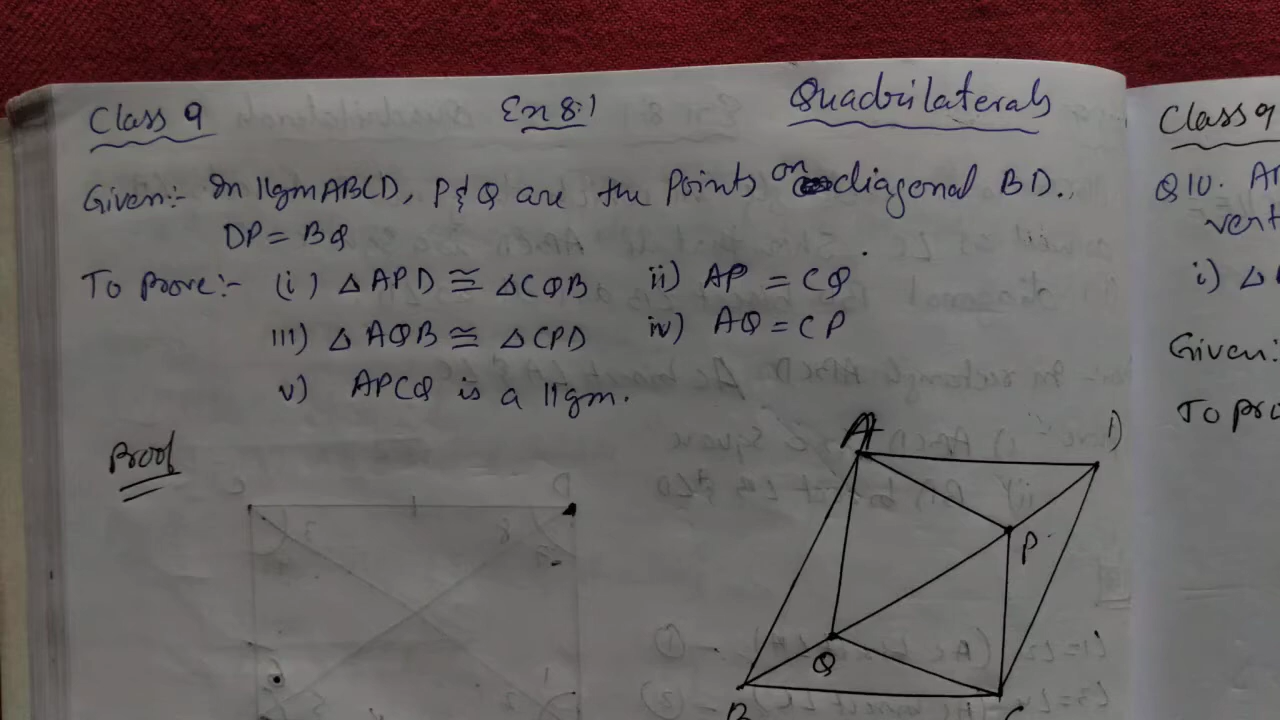 Class 9 Ex 8.1 Quadrilaterals
Given:- In ||gm ABCD, P & Q are the Points on diagonal BD.
DP = BQ
To Prove:- (i) △APD ≅ △CQB ii) AP = CQ
iii) △AQB ≅ △CPD iv) AQ = CP
v) APCQ is a ||gm.
Proof
A D
P
Q
B C
Class 9
Q10.
i) △
Given: